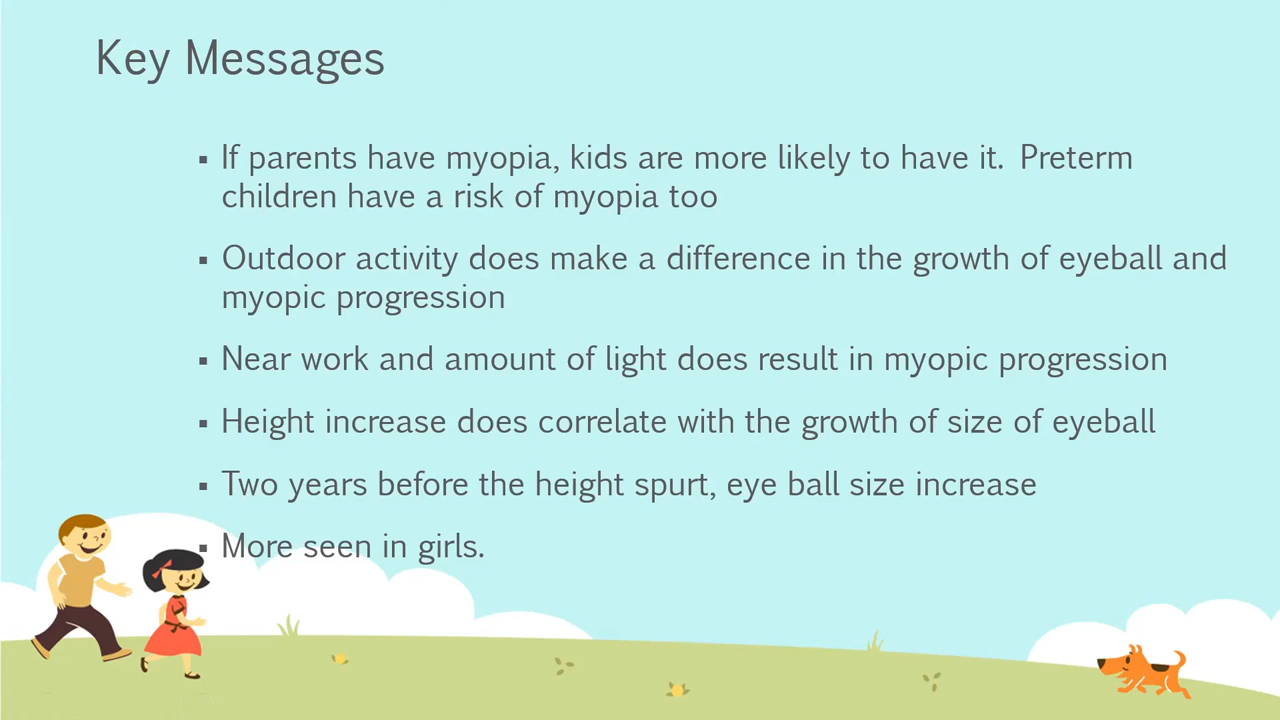 Key Messages
▪ If parents have myopia, kids are more likely to have it. Preterm
children have a risk of myopia too
▪ Outdoor activity does make a difference in the growth of eyeball and
myopic progression
▪ Near work and amount of light does result in myopic progression
▪ Height increase does correlate with the growth of size of eyeball
▪ Two years before the height spurt, eye ball size increase
▪ More seen in girls.